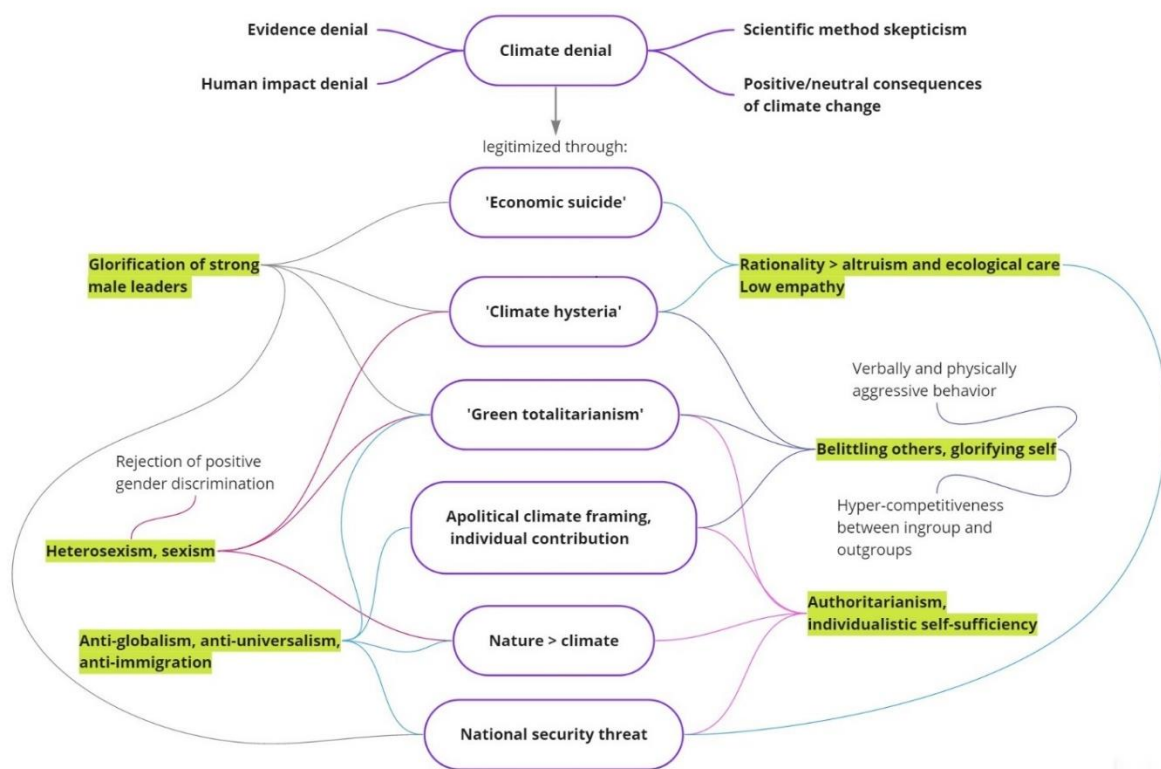 Evidence denial
Climate denial
Scientific method skepticism
Human impact denial
Positive/neutral consequences
of climate change
legitimized through:
'Economic suicide'
Glorification of strong
male leaders
Rationality > altruism and ecological care
Low empathy
'Climate hysteria'
Verbally and physically
aggressive behavior
'Green totalitarianism'
Belittling others, glorifying self
Rejection of positive
gender discrimination
Hyper-competitiveness
between ingroup and
outgroups
Apolitical climate framing,
individual contribution
Heterosexism, sexism
Authoritarianism,
individualistic self-sufficiency
Anti-globalism, anti-universalism,
anti-immigration
Nature > climate
National security threat